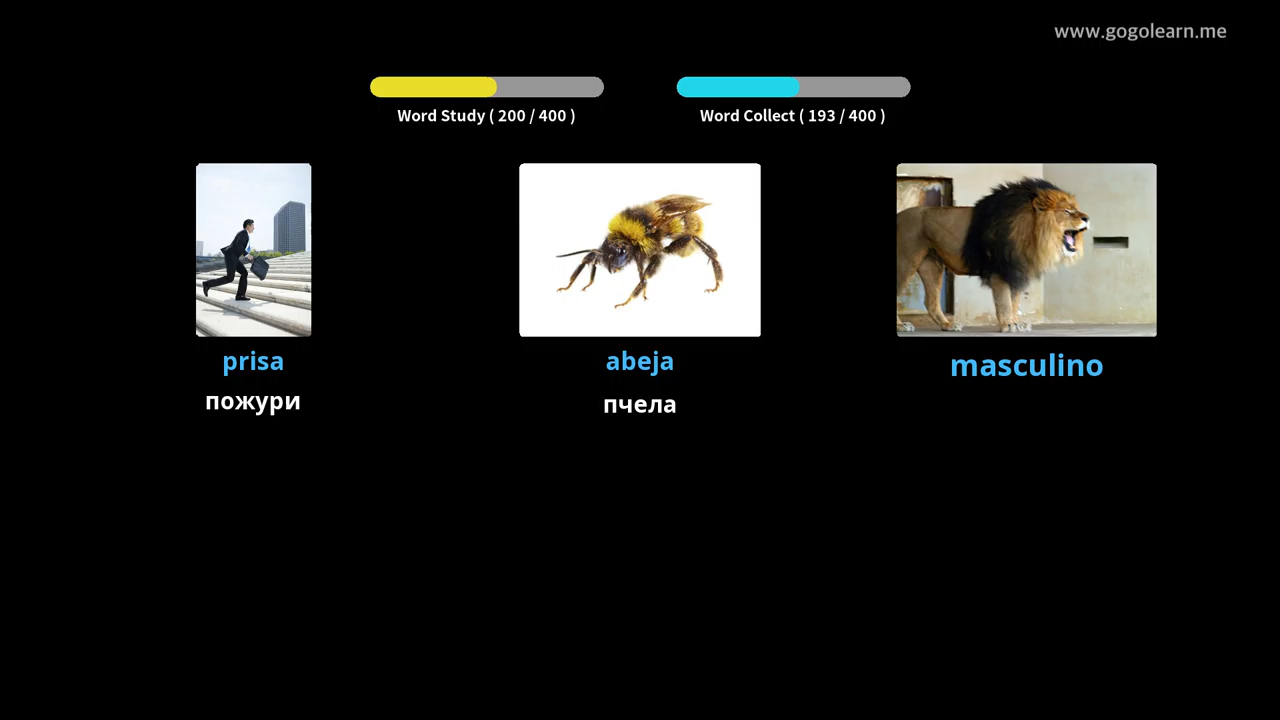 www.gogolearn.me
Word Study ( 200 / 400 )
Word Collect ( 193 / 400 )
prisa
abeja
masculino
пожури
пчела